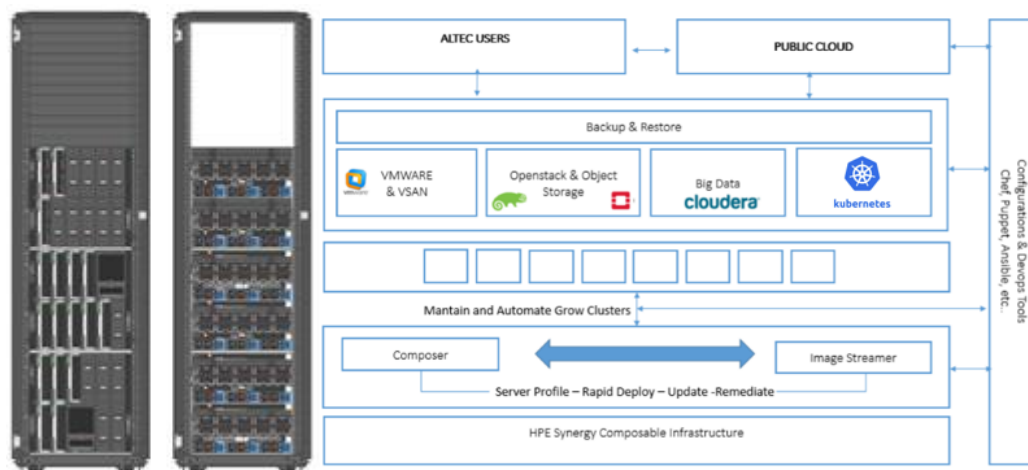 ALTEC USERS
PUBLIC CLOUD
Backup & Restore
vmware
VMWARE
& VSAN
Openstack & Object
Storage
Big Data
cloudera
kubernetes
Configurations & Devops Tools
Chef, Puppet, Ansible, etc..
Mantain and Automate Grow Clusters
Composer
Image Streamer
Server Profile – Rapid Deploy – Update -Remediate
HPE Synergy Composable Infrastructure